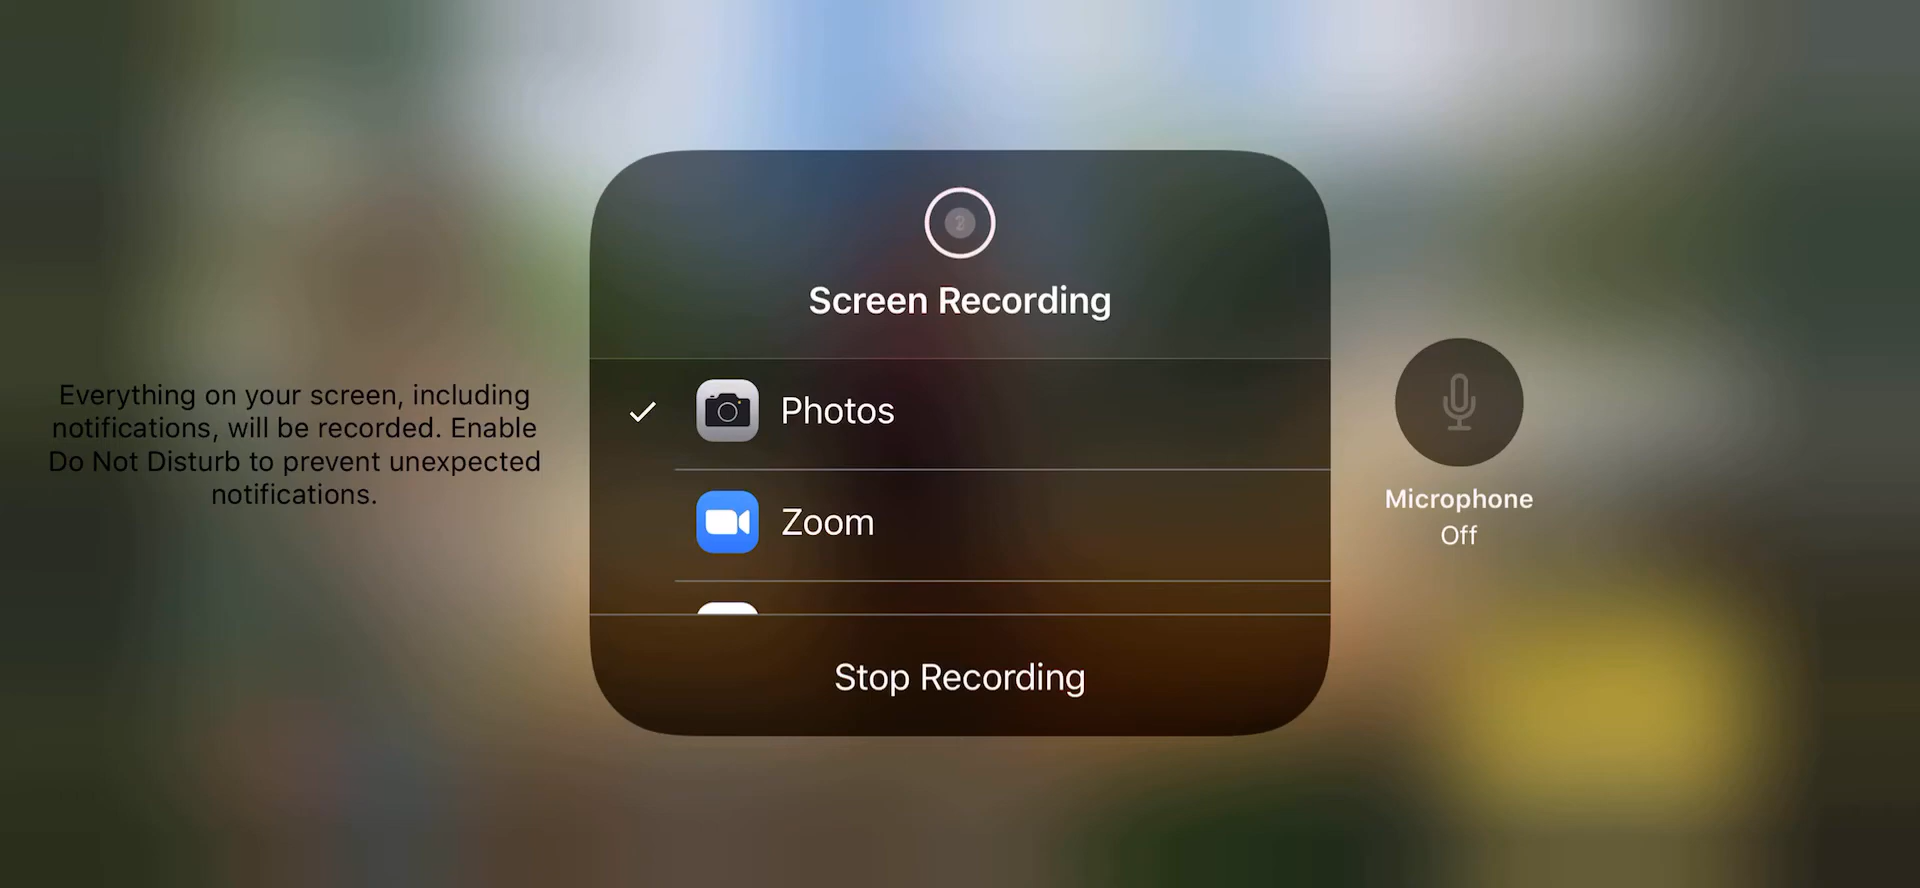 Everything on your screen, including
notifications, will be recorded. Enable
Do Not Disturb to prevent unexpected
notifications.
2
Screen Recording
Photos
Zoom
Stop Recording
Microphone
Off